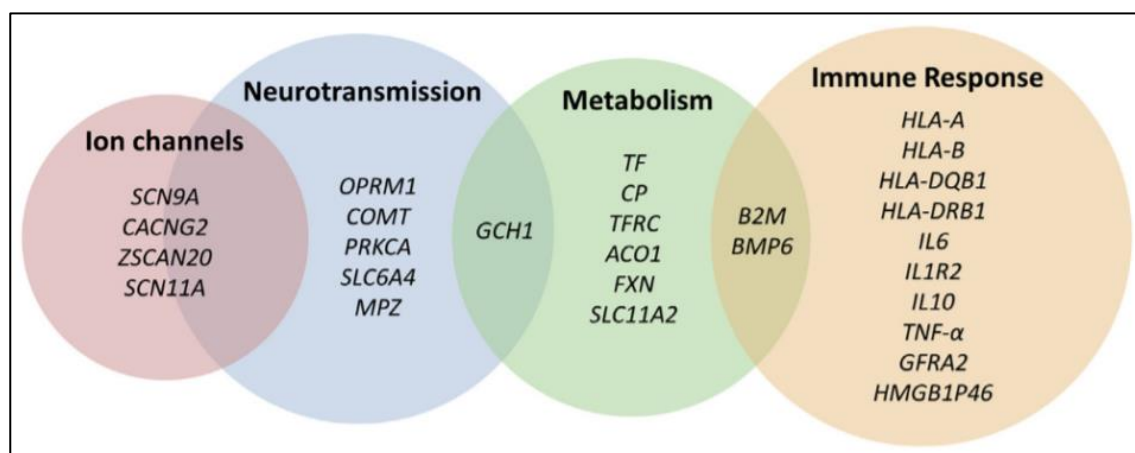 Ion channels
SCN9A
CACNG2
ZSCAN20
SCN11A
Neurotransmission
OPRM1
COMT
PRKCA
SLC6A4
MPZ
GCH1
Metabolism
TF
CP
TFRC
ACO1
FXN
SLC11A2
B2M
BMP6
Immune Response
HLA-A
HLA-B
HLA-DQB1
HLA-DRB1
IL6
IL1R2
IL10
TNF-α
GFRA2
HMGB1P46